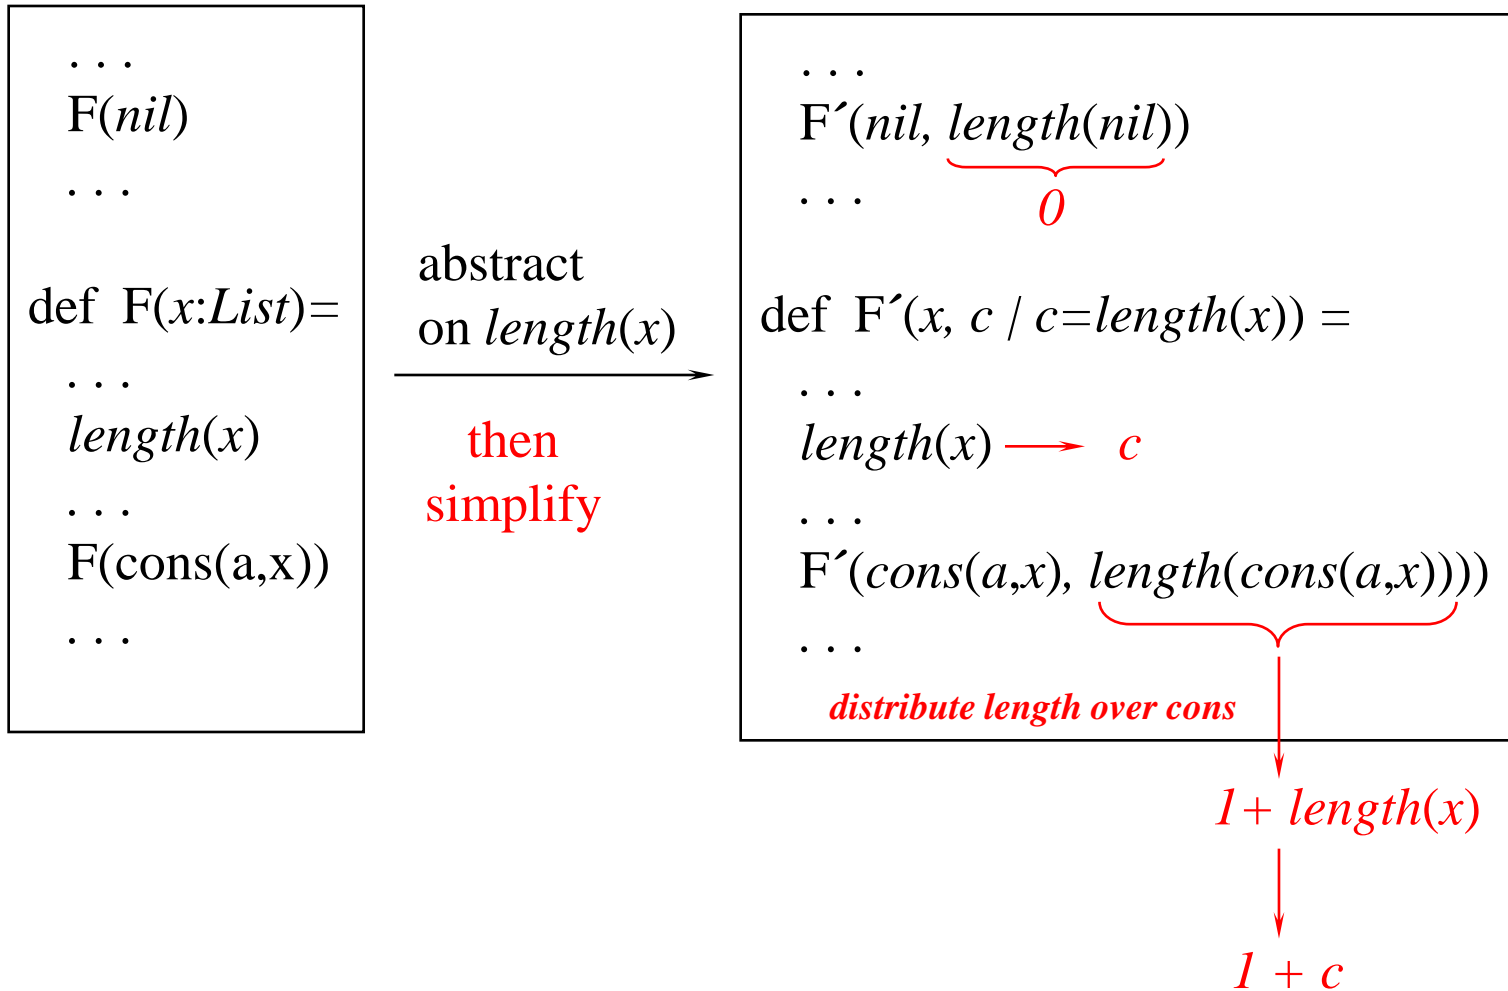 . . .
F(nil)
. . .
def F(x:List)=
. . .
length(x)
. . .
F(cons(a,x))
. . .
abstract
on length(x)
then
simplify
. . .
F´(nil, length(nil))
0
. . .
def F´(x, c / c=length(x)) =
. . .
length(x) c
. . .
F´(cons(a,x), length(cons(a,x))))
. . .
distribute length over cons
1+ length(x)
1 + c